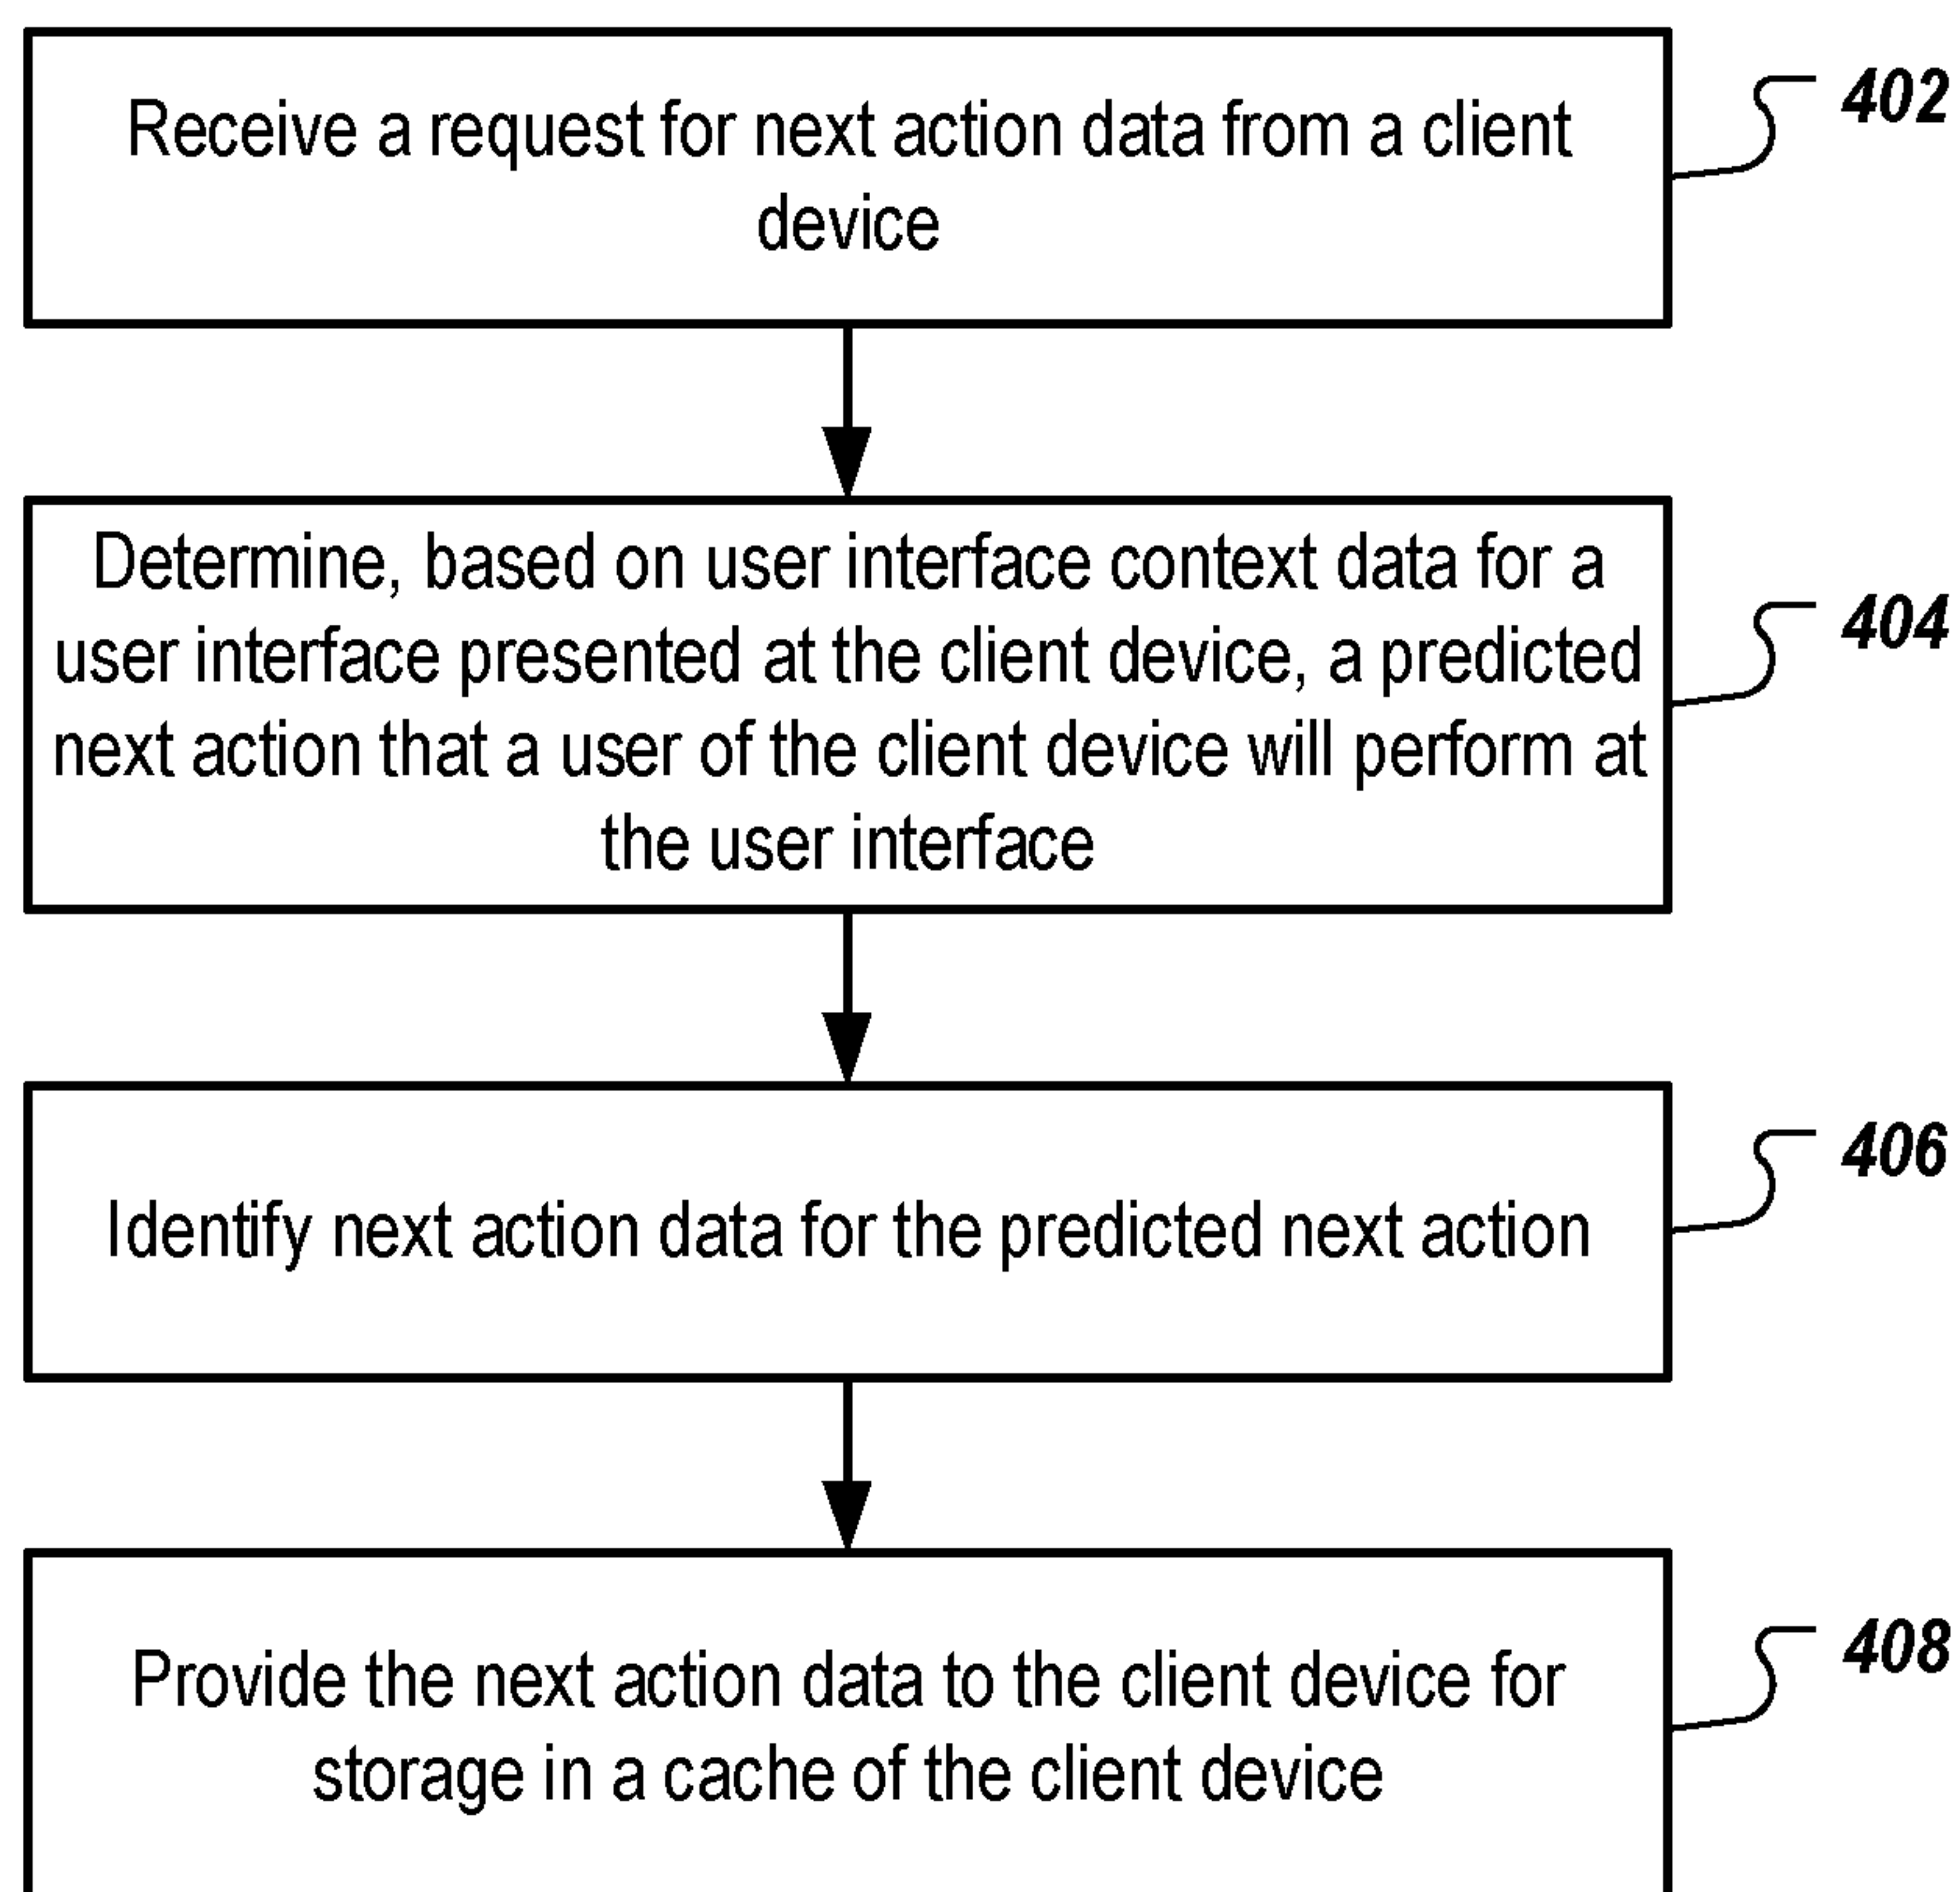 Receive a request for next action data from a client
device
402
Determine, based on user interface context data for a
user interface presented at the client device, a predicted
next action that a user of the client device will perform at
the user interface
404
Identify next action data for the predicted next action
406
Provide the next action data to the client device for
storage in a cache of the client device
408